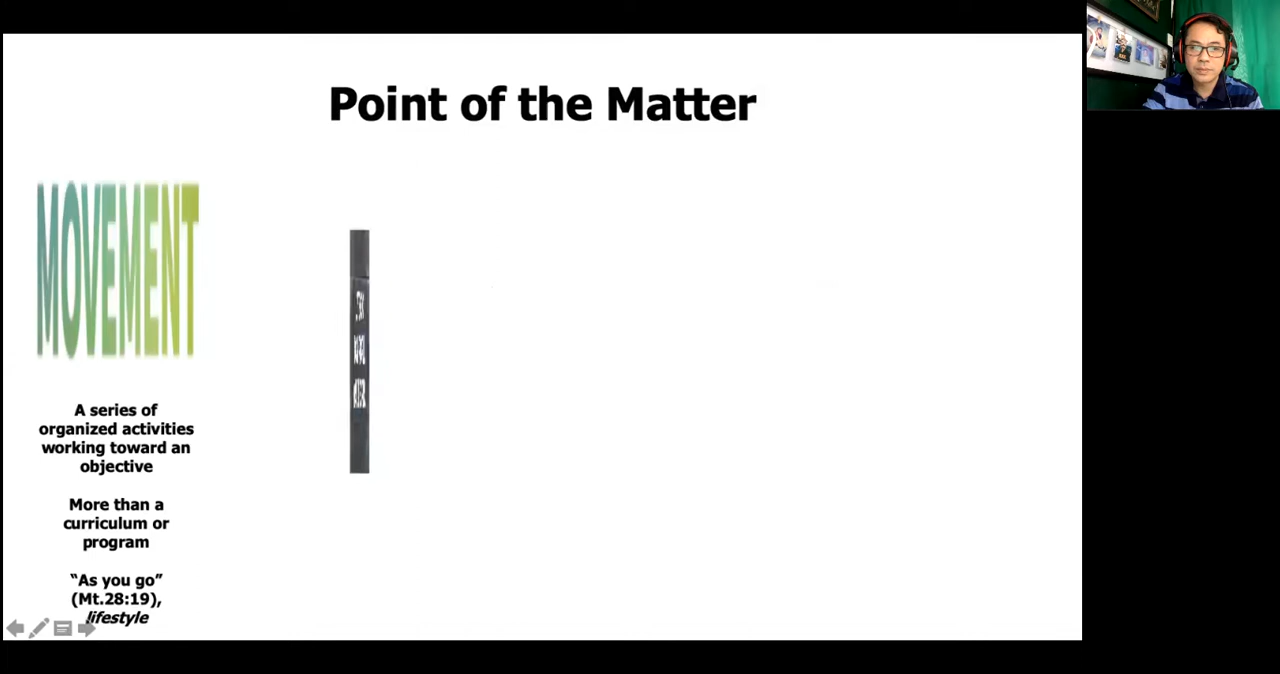 Point of the Matter
MOVEMENT
A series of
organized activities
working toward an
objective
More than a
curriculum or
program
“As you go”
(Mt.28:19),
lifestyle